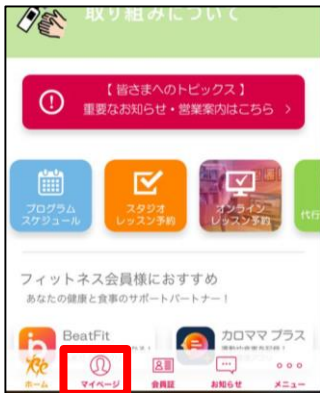 取り組みについて
【 皆さまへのトピックス 】
重要なお知らせ・営業案内はこちら
プログラム
スケジュール
スタジオ
レッスン予約
オンライン
レッスン予約
代行
フィットネス会員様におすすめ
あなたの健康と食事のサポートパートナー！
BeatFit
カロママ プラス
ホーム
マイページ
会員証
お知らせ
メニュー